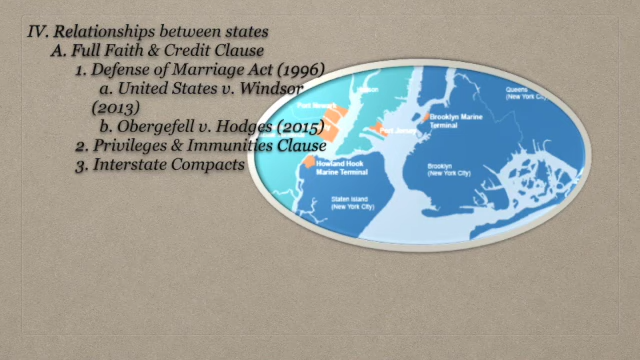 IV. Relationships between states
A. Full Faith & Credit Clause
1. Defense of Marriage Act (1996)
a. United States v. Windsor
(2013)
b. Obergefell v. Hodges (2015)
2. Privileges & Immunities Clause
3. Interstate Compacts
Queens
(New York City)
Port Newark
Brooklyn Marine
Terminal
Port Jersey
Howland Hook
Marine Terminal
Brooklyn
(New York City)
Staten Island
(New York City)